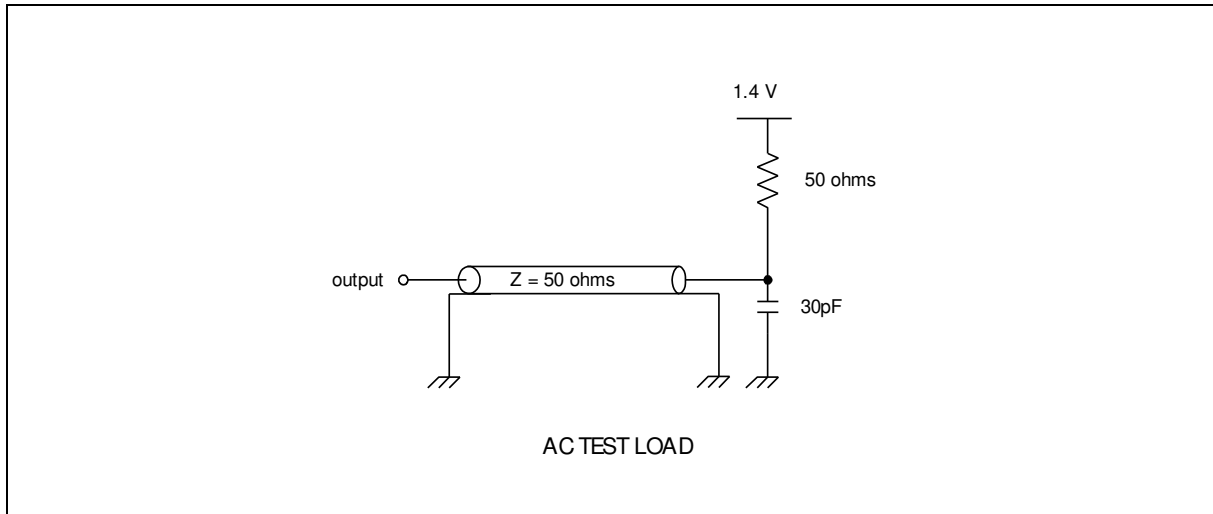 1.4 V
50 ohms
output
Z = 50 ohms
30pF
AC TEST LOAD